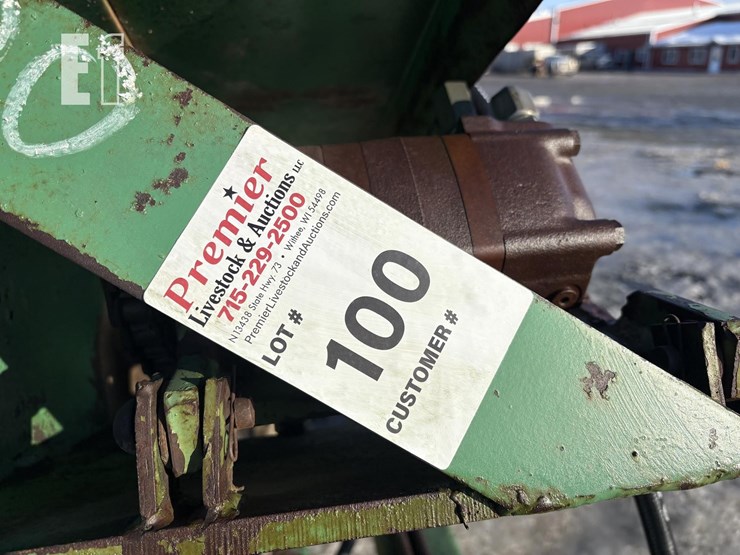 E1
Premier
Livestock & Auctions LLC
715-229-2500
N13438 State Hwy. 73 • Withee, WI 54498
PremierLivestockandAuctions.com
LOT #
100
CUSTOMER #